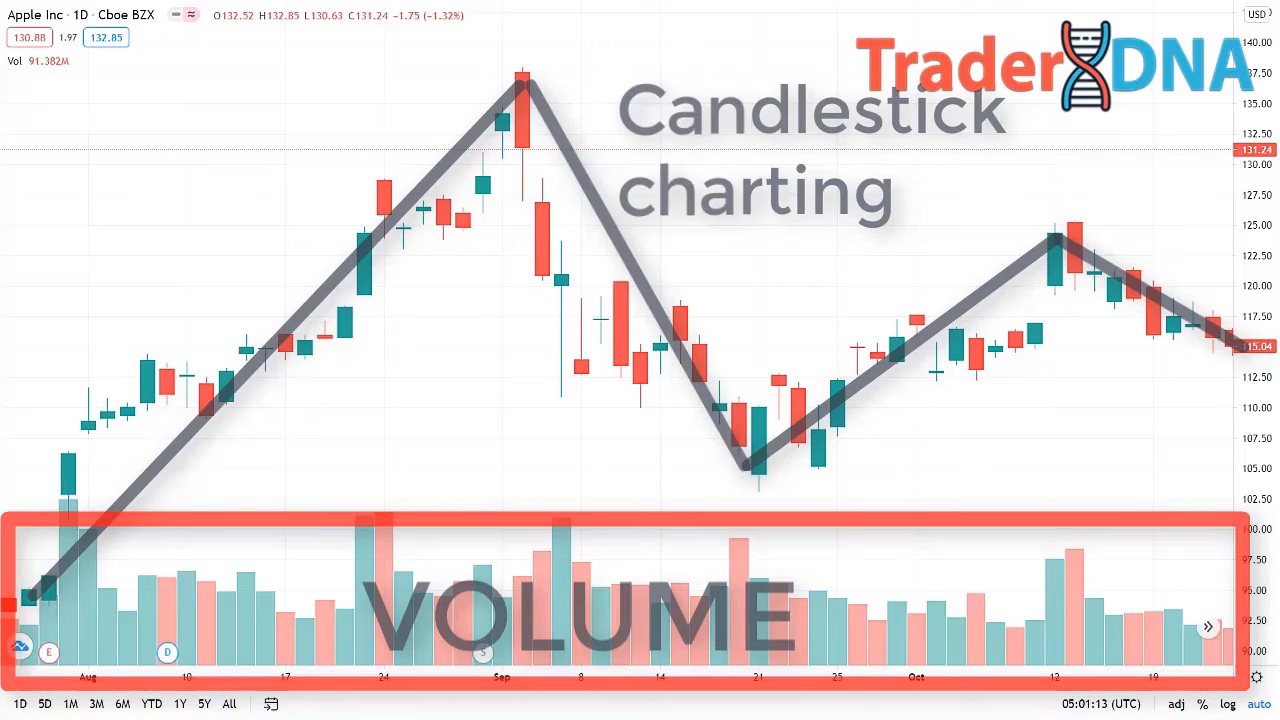 Apple Inc • 1D • Cboe BZX O132.52 H132.85 L130.63 C131.24 -1.75 (-1.32%)
USD
130.88 1.97 132.85
Vol 91.382M
TraderDNA
Candlestick
charting
140.00
137.50
135.00
132.50
131.24
130.00
127.50
125.00
122.50
120.00
117.50
115.04
112.50
110.00
107.50
105.00
102.50
100.00
97.50
95.00
92.50
90.00
VOLUME
E D S
Aug 10 17 24 Sep 8 14 21 25 Oct 12 19
1D 5D 1M 3M 6M YTD 1Y 5Y All 05:01:13 (UTC) adj % log auto